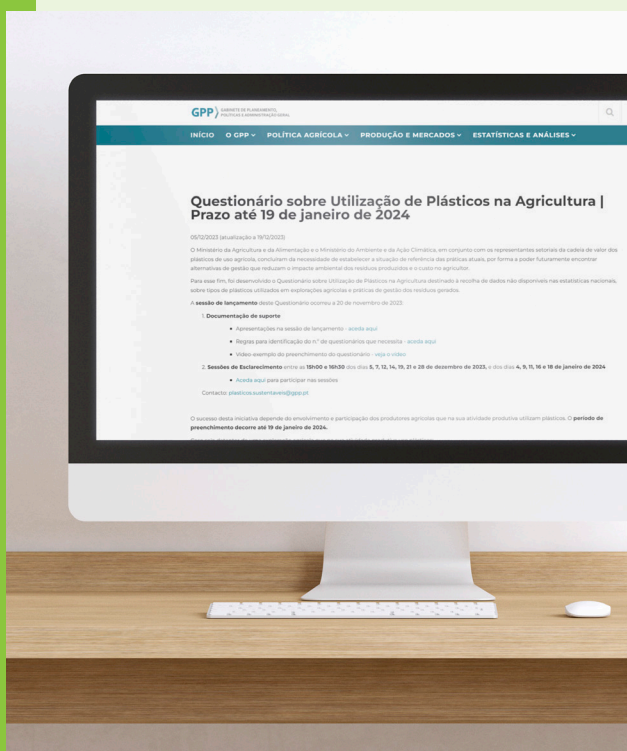 GPP GABINETE DE PLANEAMENTO,
POLÍTICAS E ADMINISTRAÇÃO GERAL
INÍCIO O GPP POLÍTICA AGRÍCOLA PRODUÇÃO E MERCADOS ESTATÍSTICAS E ANÁLISES
Questionário sobre Utilização de Plásticos na Agricultura |
Prazo até 19 de janeiro de 2024
05/12/2023 (atualização a 19/12/2023)
O Ministério da Agricultura e da Alimentação e o Ministério do Ambiente e da Ação Climática, em conjunto com os representantes setoriais da cadeia de valor dos
plásticos de uso agrícola, concluíram da necessidade de estabelecer a situação de referência das práticas atuais, por forma a poder futuramente encontrar
alternativas de gestão que reduzam o impacte ambiental dos resíduos produzidos e o custo no agricultor.
Para esse fim, foi desenvolvido o Questionário sobre Utilização de Plásticos na Agricultura destinado à recolha de dados não disponíveis nas estatísticas nacionais,
sobre tipos de plásticos utilizados em explorações agrícolas e práticas de gestão dos resíduos gerados.
A sessão de lançamento deste Questionário ocorreu a 20 de novembro de 2023:
1. Documentação de suporte
• Apresentações na sessão de lançamento - aceda aqui
• Regras para identificação do n.º de questionários que necessita - aceda aqui
• Vídeo-exemplo do preenchimento do questionário - veja o vídeo
2. Sessões de Esclarecimento entre as 15h00 e 16h30 dos dias 5, 7, 12, 14, 19, 21 e 28 de dezembro de 2023, e dos dias 4, 9, 11, 16 e 18 de janeiro de 2024
• Aceda aqui para participar nas sessões
Contacto: plasticos.sustentaveis@gpp.pt
O sucesso desta iniciativa depende do envolvimento e participação dos produtores agrícolas que na sua atividade produtiva utilizam plásticos. O período de
preenchimento decorre até 19 de janeiro de 2024.